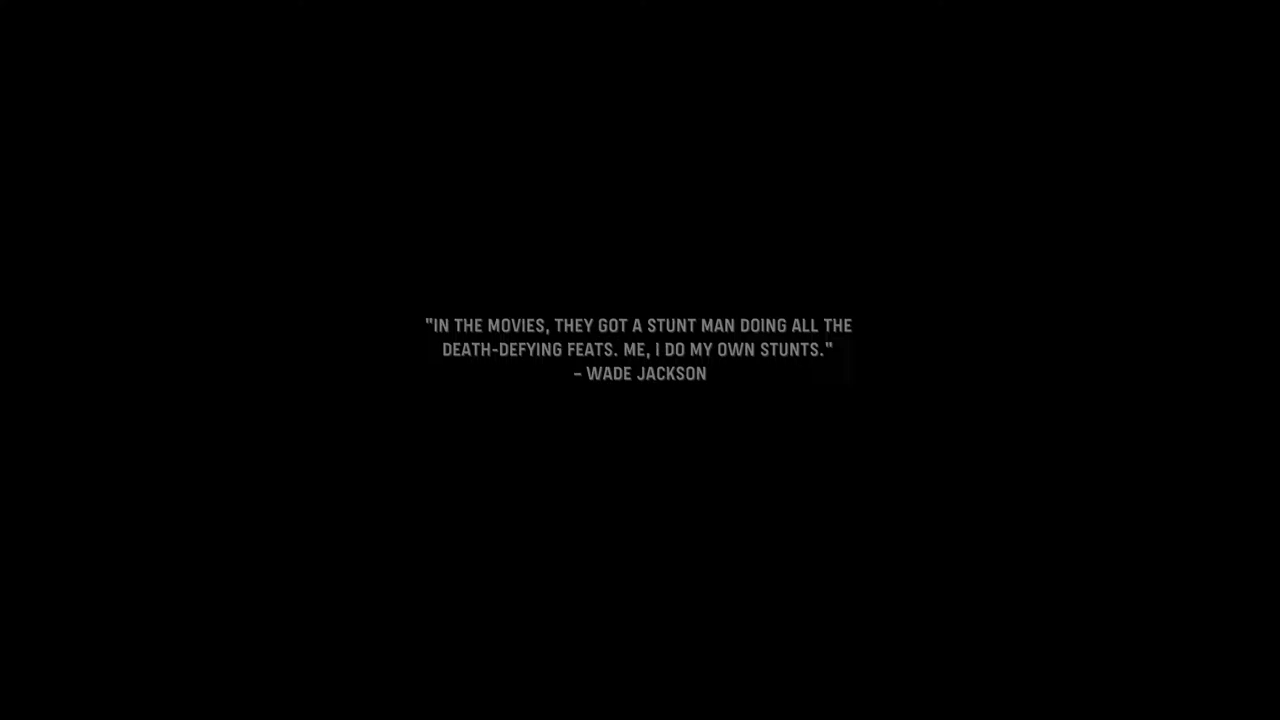 "IN THE MOVIES, THEY GOT A STUNT MAN DOING ALL THE
DEATH-DEFYING FEATS. ME, I DO MY OWN STUNTS."
– WADE JACKSON